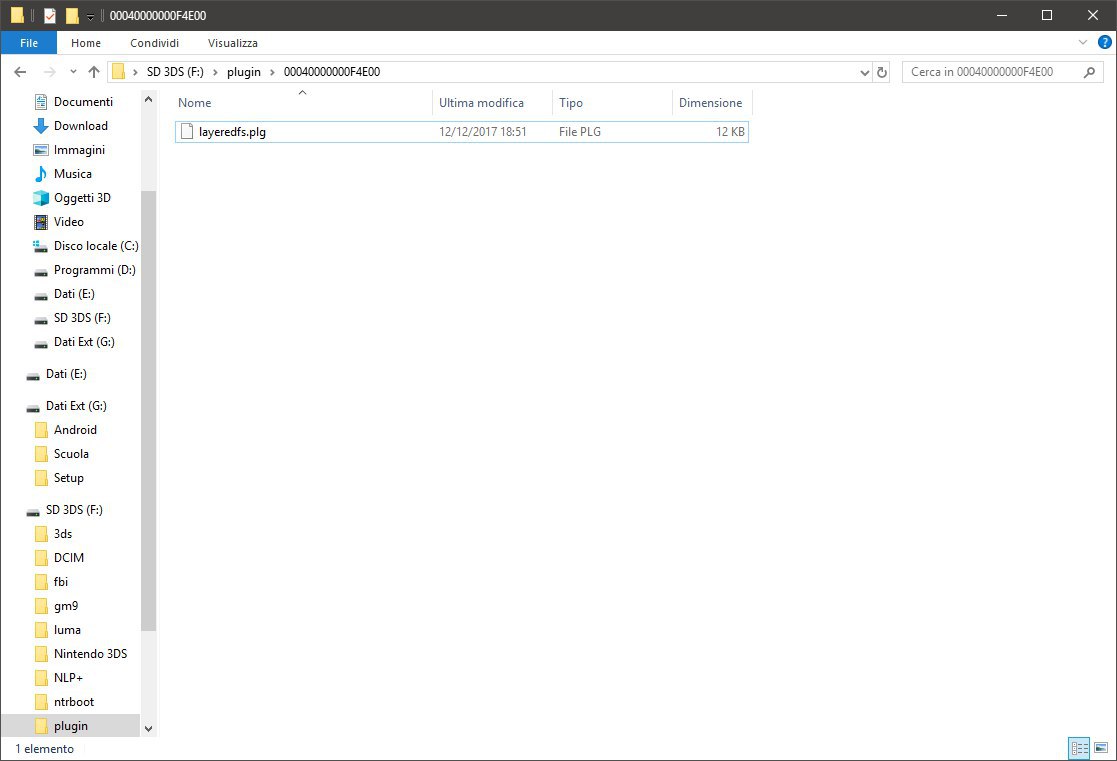 00040000000F4E00
File Home Condividi Visualizza
SD 3DS (F:) plugin 00040000000F4E00
Cerca in 00040000000F4E00
Nome Ultima modifica Tipo Dimensione
layeredfs.plg 12/12/2017 18:51 File PLG 12 KB
Documenti
Download
Immagini
Musica
Oggetti 3D
Video
Disco locale (C:)
Programmi (D:)
Dati (E:)
SD 3DS (F:)
Dati Ext (G:)
Dati (E:)
Dati Ext (G:)
Android
Scuola
Setup
SD 3DS (F:)
3ds
DCIM
fbi
gm9
luma
Nintendo 3DS
NLP+
ntrboot
plugin
1 elemento